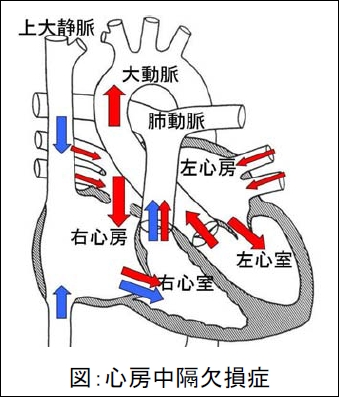 上大静脈
大動脈
肺動脈
左心房
右心房
右心室
左心室
図：心房中隔欠損症